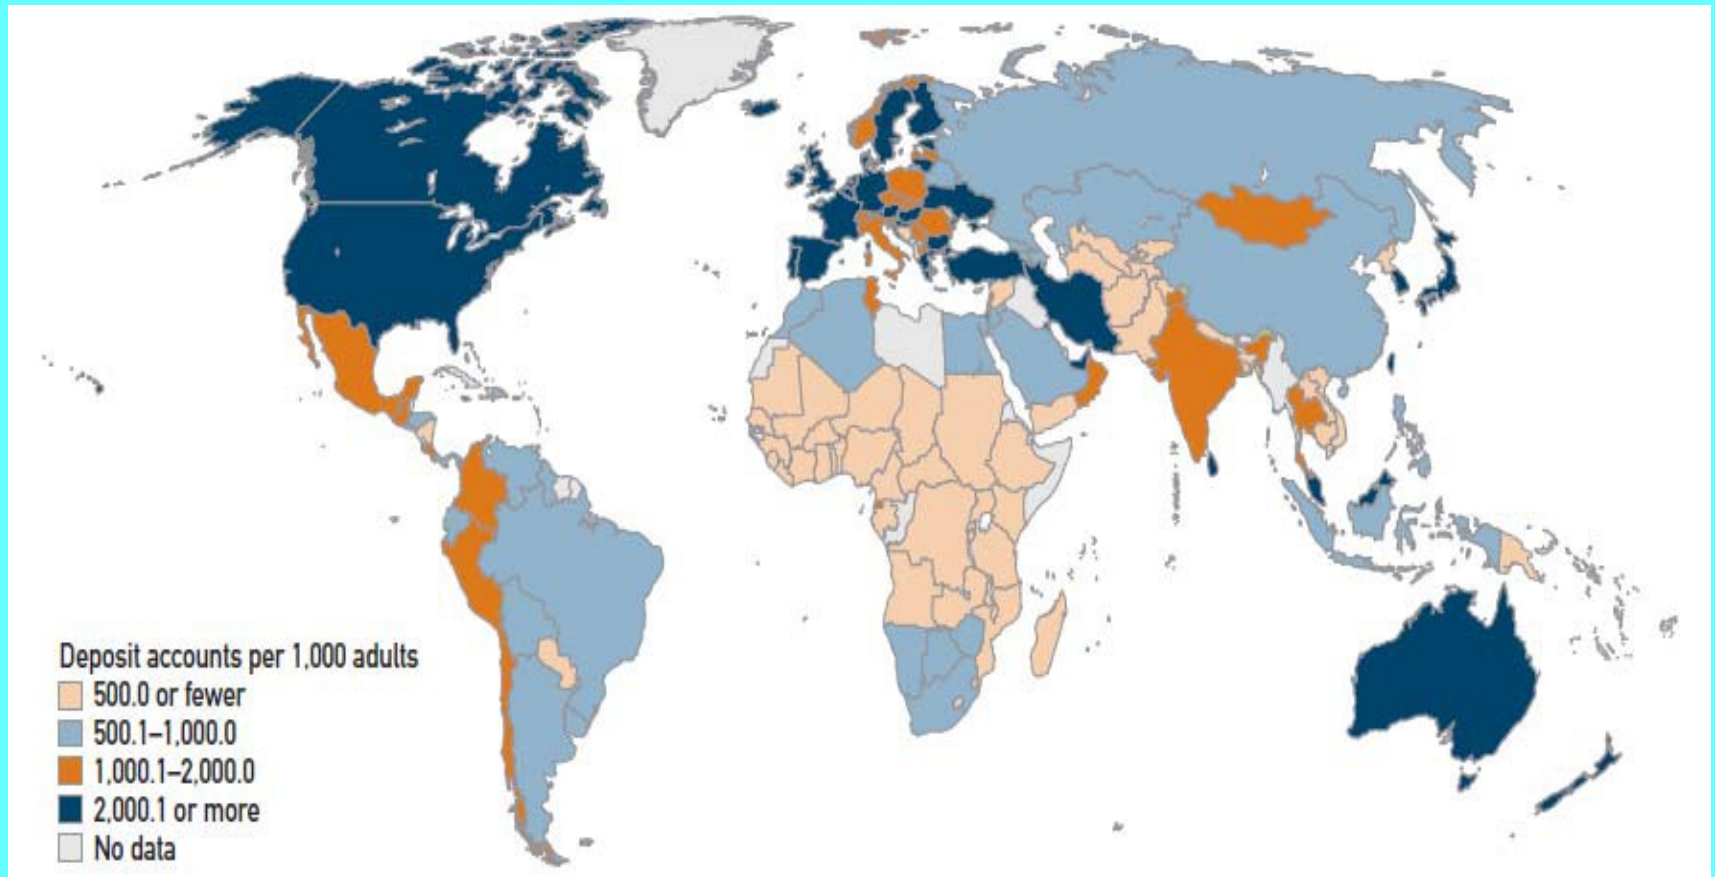 Deposit accounts per 1,000 adults
500.0 or fewer
500.1–1,000.0
1,000.1–2,000.0
2,000.1 or more
No data